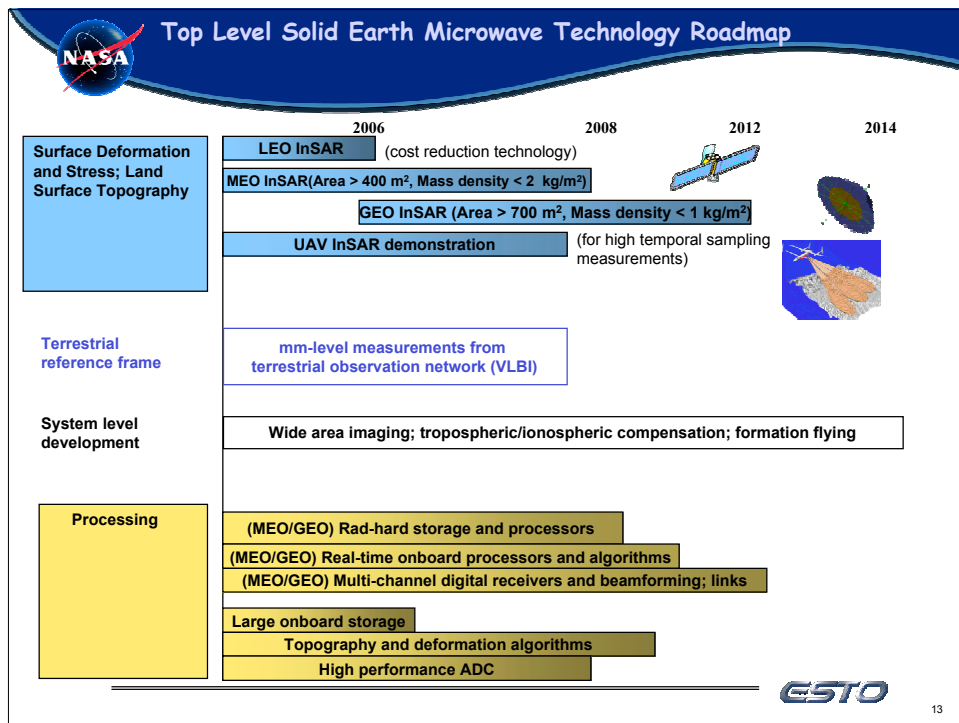 Top Level Solid Earth Microwave Technology Roadmap
NASA
2006 2008 2012 2014
Surface Deformation
and Stress; Land
Surface Topography
LEO InSAR (cost reduction technology)
MEO InSAR(Area > 400 m², Mass density < 2 kg/m²)
GEO InSAR (Area > 700 m², Mass density < 1 kg/m²)
UAV InSAR demonstration
(for high temporal sampling
measurements)
Terrestrial
reference frame
mm-level measurements from
terrestrial observation network (VLBI)
System level
development
Wide area imaging; tropospheric/ionospheric compensation; formation flying
Processing
(MEO/GEO) Rad-hard storage and processors
(MEO/GEO) Real-time onboard processors and algorithms
(MEO/GEO) Multi-channel digital receivers and beamforming; links
Large onboard storage
Topography and deformation algorithms
High performance ADC
ESTO
13